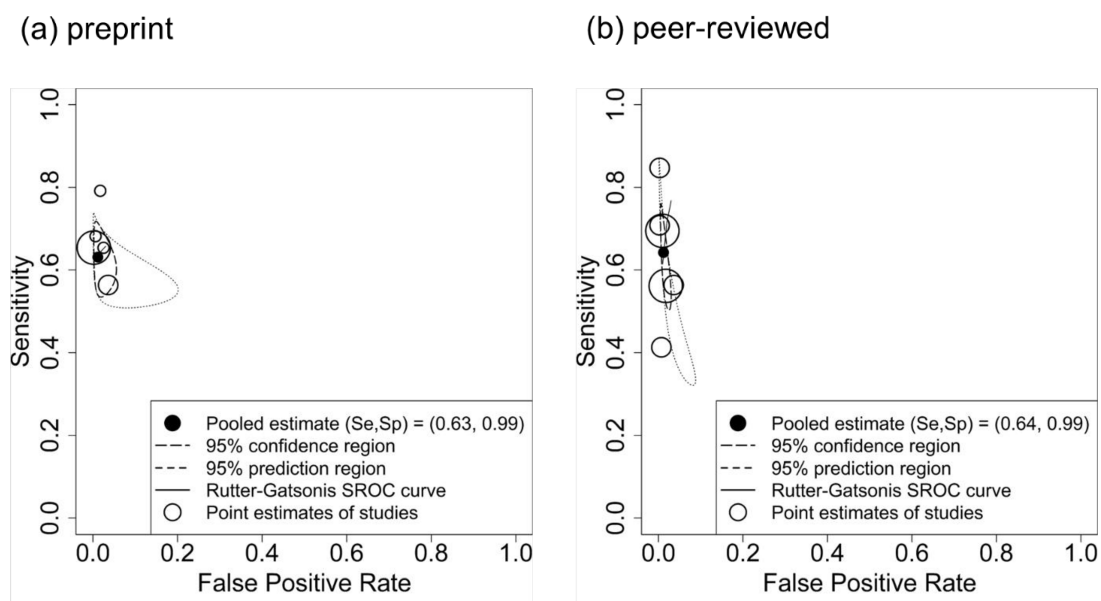 (a) preprint
Sensitivity
1.0
0.8
0.6
0.4
0.2
0.0
Pooled estimate (Se,Sp) = (0.63, 0.99)
95% confidence region
95% prediction region
Rutter-Gatsonis SROC curve
Point estimates of studies
0.0 0.2 0.4 0.6 0.8 1.0
False Positive Rate
(b) peer-reviewed
Sensitivity
1.0
0.8
0.6
0.4
0.2
0.0
Pooled estimate (Se,Sp) = (0.64, 0.99)
95% confidence region
95% prediction region
Rutter-Gatsonis SROC curve
Point estimates of studies
0.0 0.2 0.4 0.6 0.8 1.0
False Positive Rate